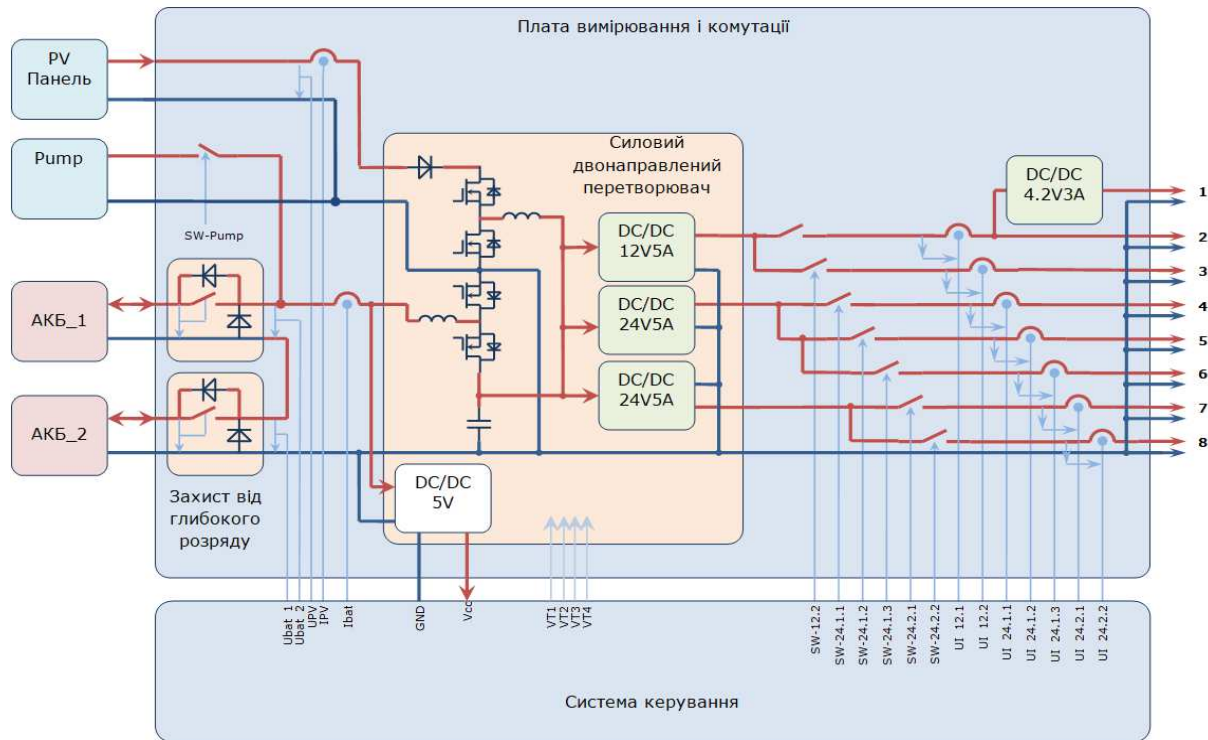 Плата вимірювання і комутації
PV
Панель
Pump
SW-Pump
АКБ_1
АКБ_2
Захист від
глибокого
розряду
Силовий
двонаправлений
перетворювач
DC/DC
12V5A
DC/DC
24V5A
DC/DC
24V5A
DC/DC
5V
DC/DC
4.2V3A
1
2
3
4
5
6
7
8
Ubat 1
Ubat 2
UPV
IPV
Ibat
GND
Vcc
VT1
VT2
VT3
VT4
SW-12.2
SW-24.1.1
SW-24.1.2
SW-24.1.3
SW-24.2.1
SW-24.2.2
UI 12.1
UI 12.2
UI 24.1.1
UI 24.1.2
UI 24.1.3
UI 24.2.1
UI 24.2.2
Система керування